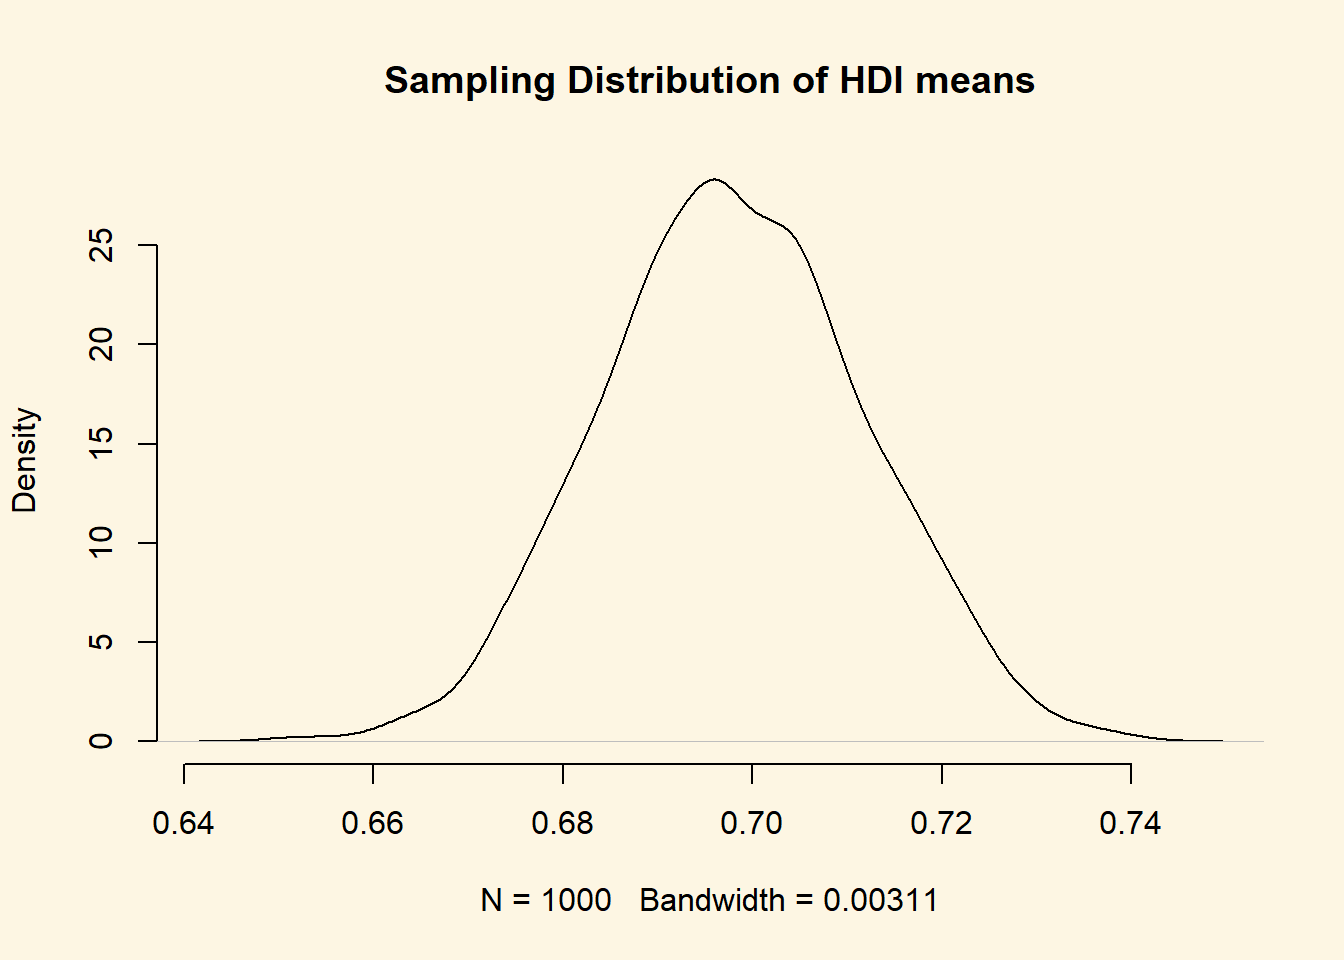 Sampling Distribution of HDI means
Density
25
20
15
10
5
0
0.64 0.66 0.68 0.70 0.72 0.74
N = 1000 Bandwidth = 0.00311